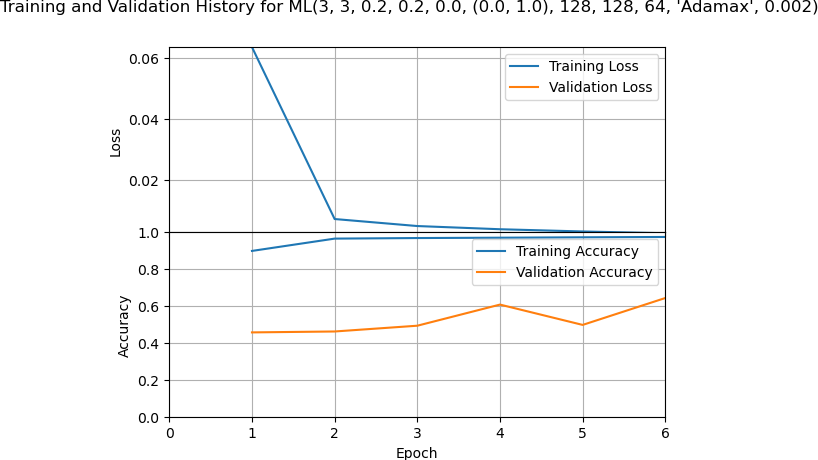 Training and Validation History for ML(3, 3, 0.2, 0.2, 0.0, (0.0, 1.0), 128, 128, 64, 'Adamax', 0.002)
0.06
0.04
0.02
Loss
Training Loss
Validation Loss
1.0
0.8
0.6
0.4
0.2
0.0
Accuracy
Training Accuracy
Validation Accuracy
0 1 2 3 4 5 6
Epoch